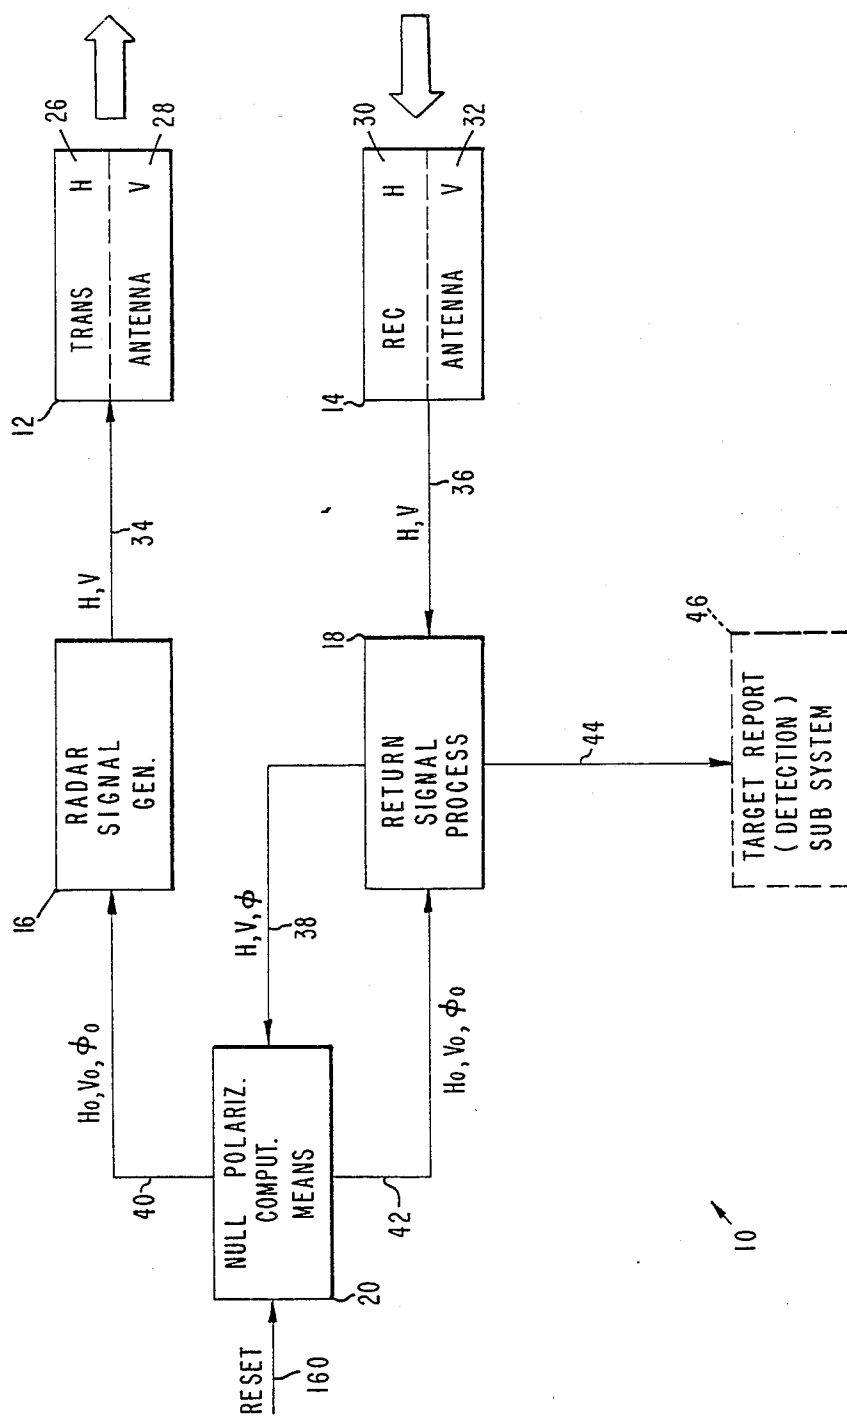 RESET
160
20
NULL POLARIZ.
COMPUT.
MEANS
40
H0,V0,ϕ0
42
H0,V0,ϕ0
H,V,ϕ
38
16
RADAR
SIGNAL
GEN.
H,V
34
12
TRANS H
ANTENNA V
26
28
18
RETURN
SIGNAL
PROCESS
H,V
36
14
REC H
ANTENNA V
30
32
44
46
TARGET REPORT
(DETECTION)
SUB SYSTEM
10